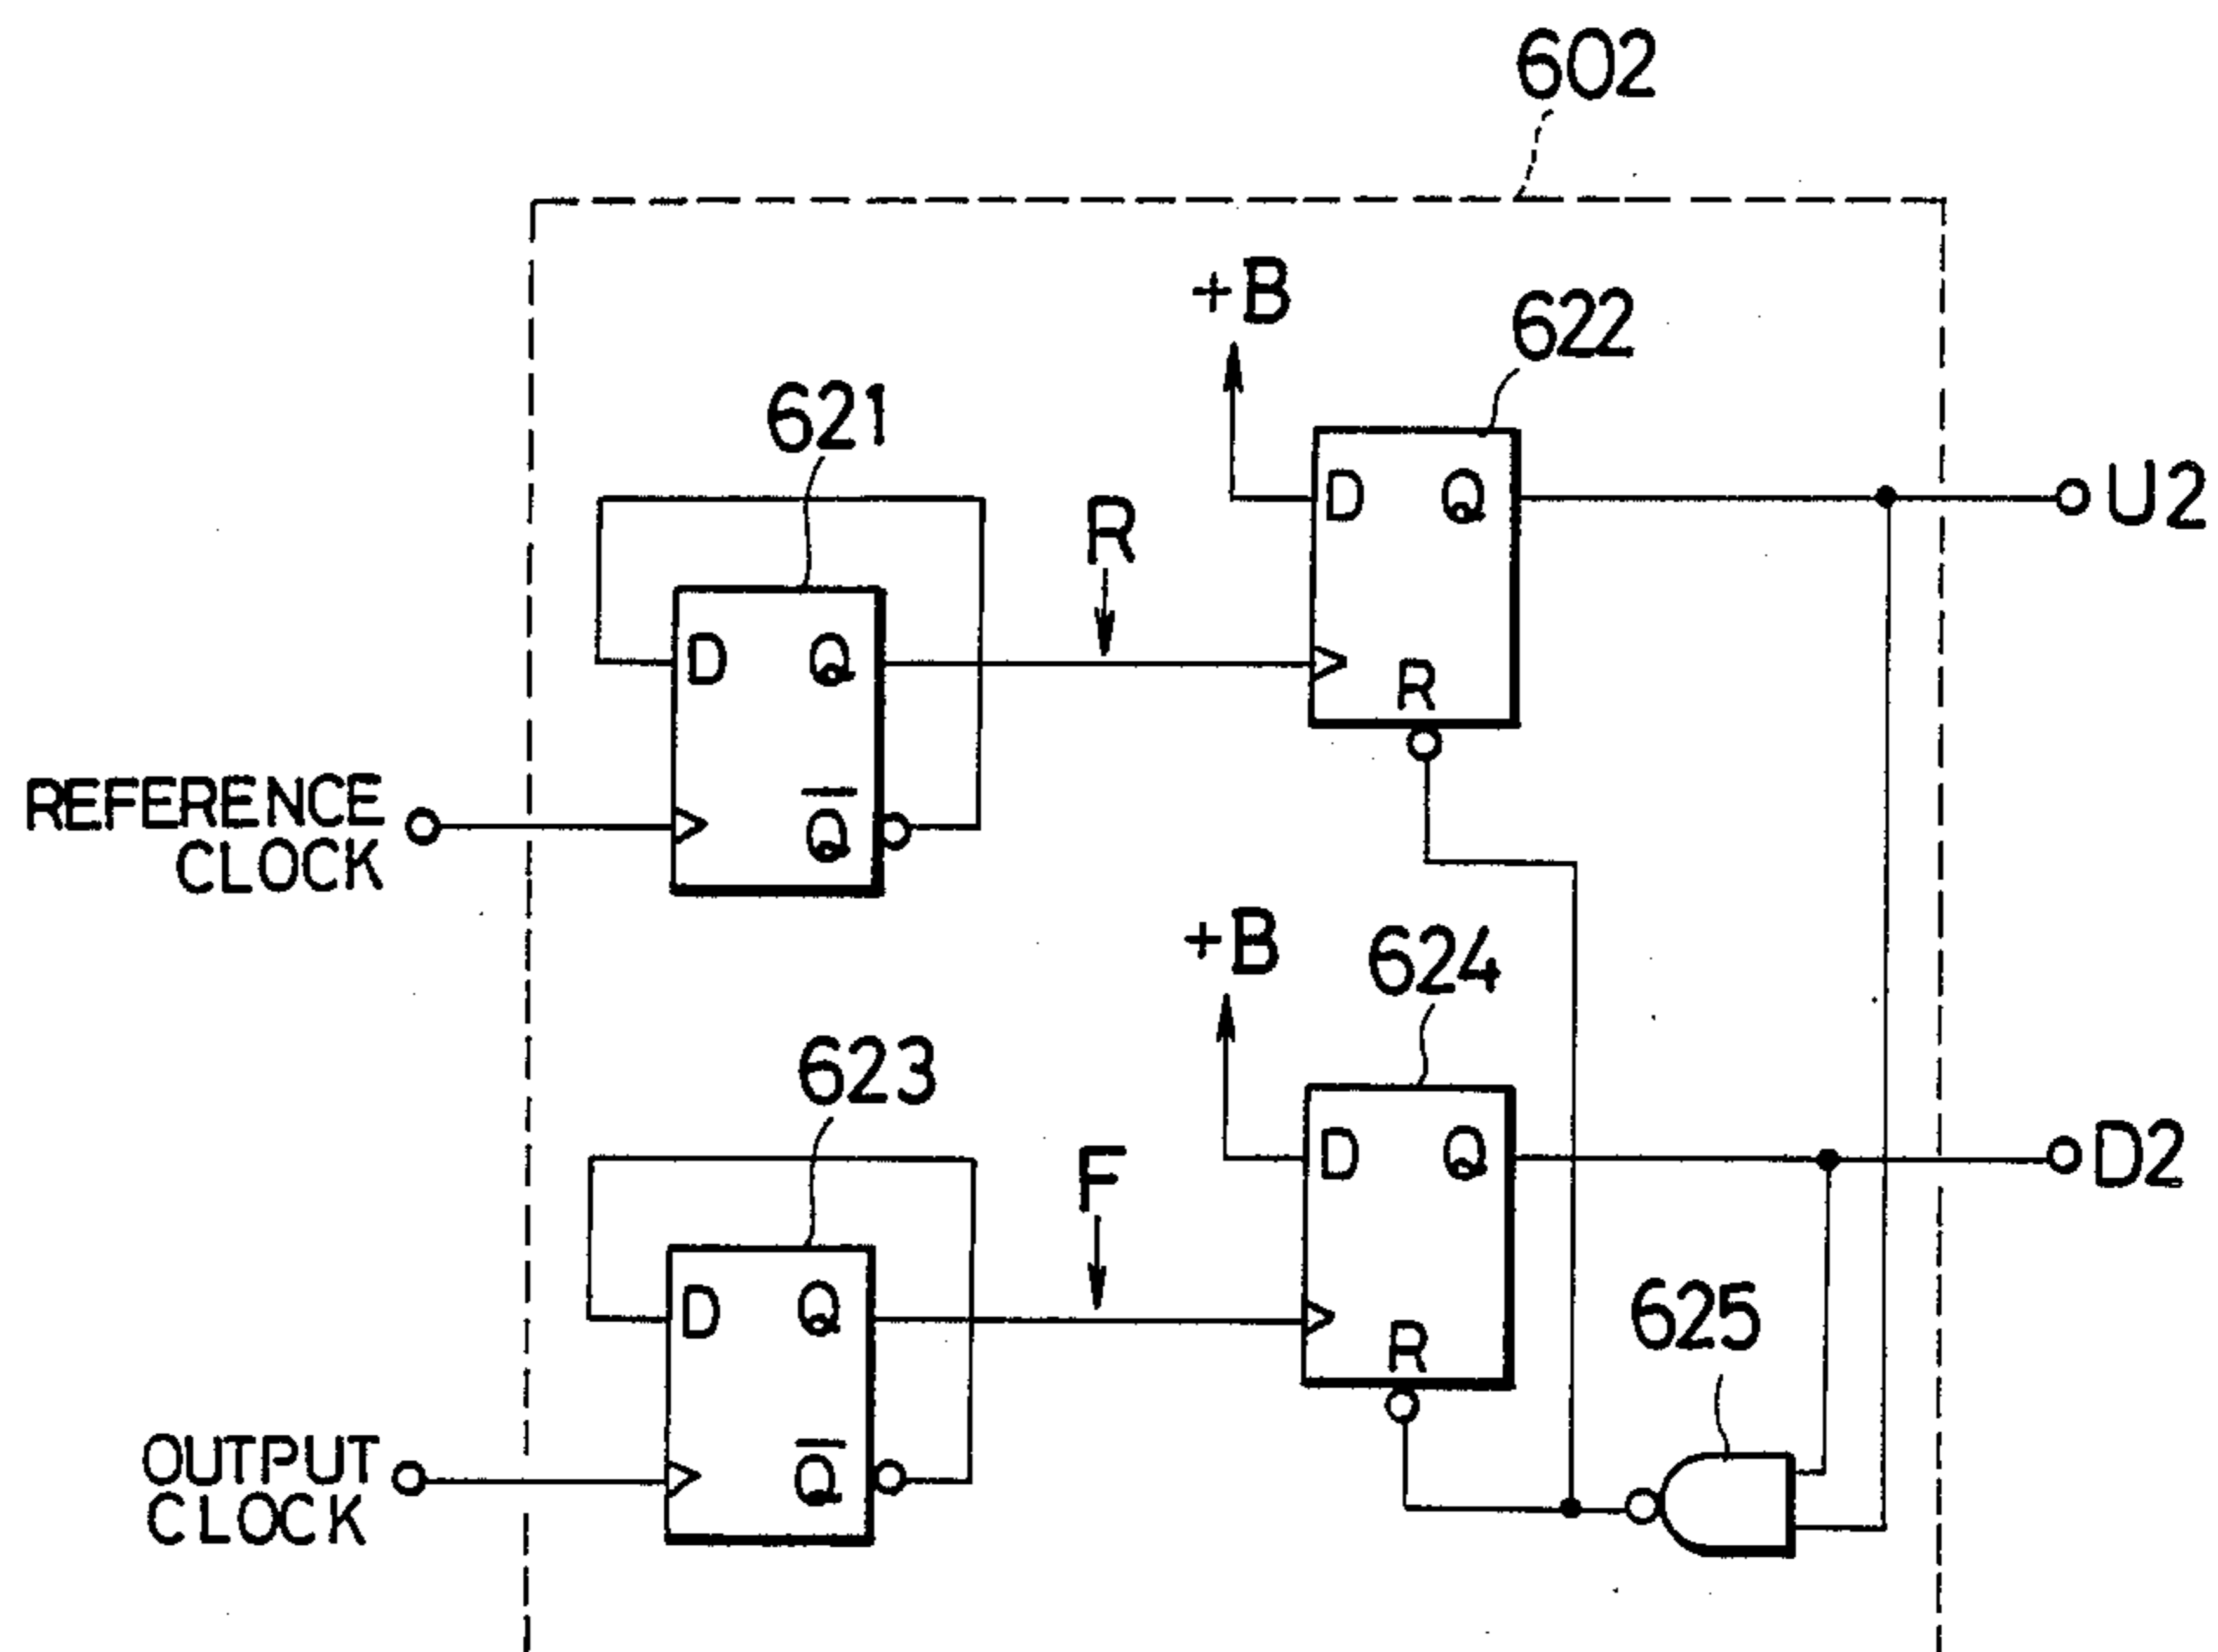 602
+B
622
621
R
D Q
U2
D Q
R
Q̅
REFERENCE
CLOCK
+B
624
623
F
D Q
D2
D Q
625
R
Q̅
OUTPUT
CLOCK